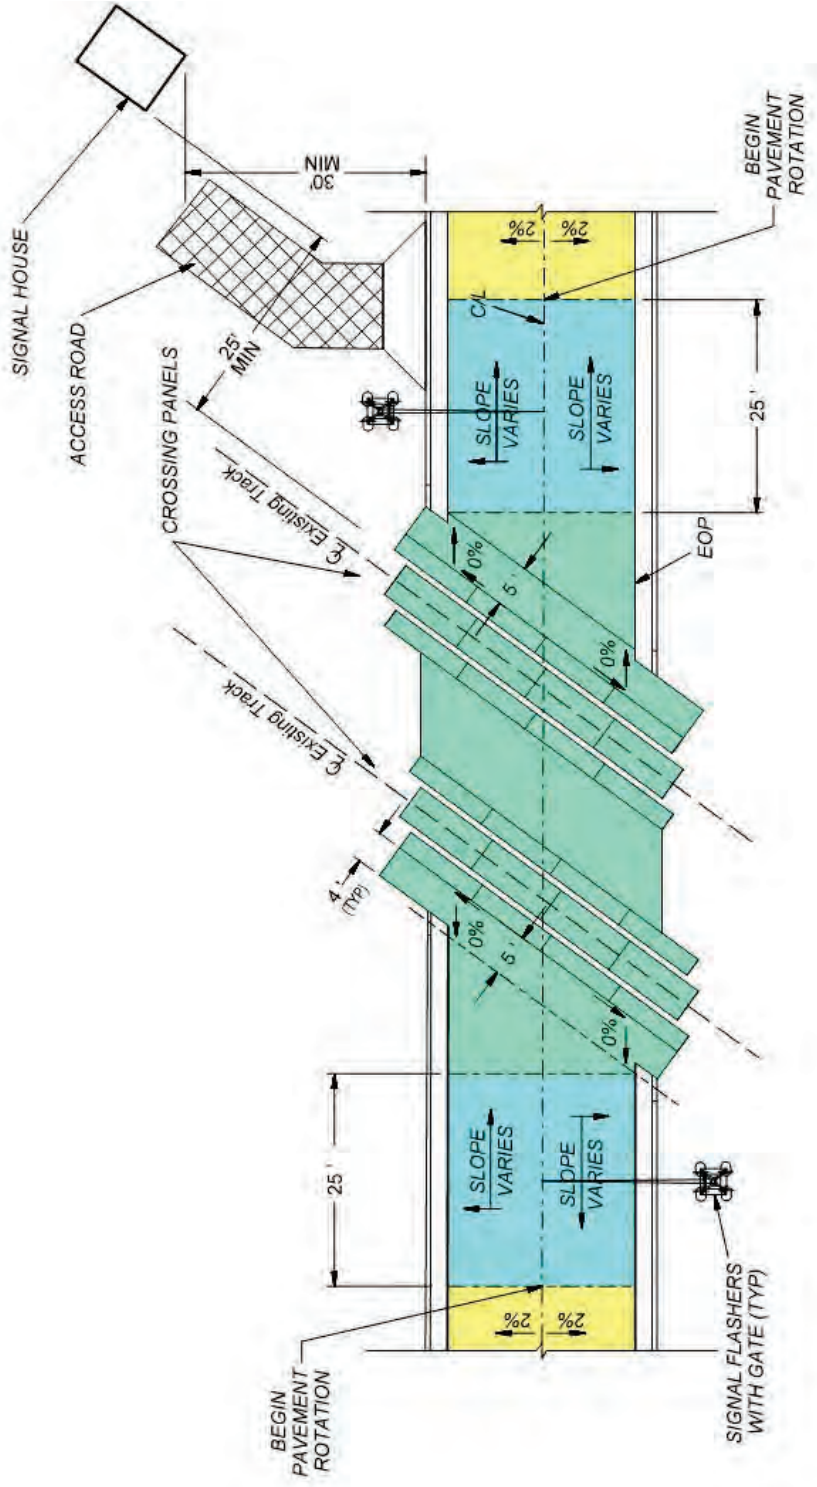 SIGNAL HOUSE
ACCESS ROAD
CROSSING PANELS
30'
MIN
25'
MIN
℄ Existing Track
℄ Existing Track
BEGIN
PAVEMENT
ROTATION
2%
2%
C/L
SLOPE
VARIES
SLOPE
VARIES
25 '
EOP
0%
5 '
0%
4 '
(TYP)
0%
5 '
0%
25 '
SLOPE
VARIES
SLOPE
VARIES
2%
2%
BEGIN
PAVEMENT
ROTATION
SIGNAL FLASHERS
WITH GATE (TYP)